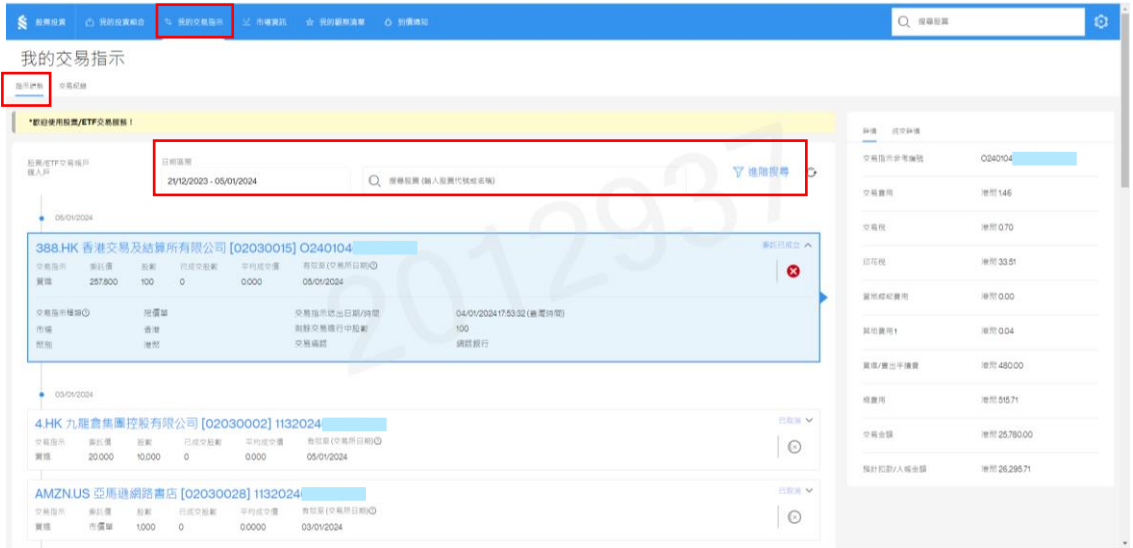 股票投資 我的投資組合 我的交易指示 市場資訊 我的觀察清單 到價通知 搜尋股票
我的交易指示
指示狀態 交易紀錄
*歡迎使用股票/ETF交易服務！
股票/ETF交易帳戶
個人戶
日期區間
21/12/2023 - 05/01/2024 搜尋股票 (輸入股票代號或名稱) 進階搜尋
05/01/2024
388.HK 香港交易及結算所有限公司 [02030015] O240104 委託已成立
交易指示 委託價 股數 已成交股數 平均成交價 有效至 (交易所日期)
買進 257.800 100 0 0.000 05/01/2024
交易指示種類 限價單 交易指示送出日期/時間 04/01/2024 17:53:32 (臺灣時間)
市場 香港 剩餘交易進行中股數 100
幣別 港幣 交易通路 網路銀行
03/01/2024
4.HK 九龍倉集團控股有限公司 [02030002] 1132024 已取消
交易指示 委託價 股數 已成交股數 平均成交價 有效至 (交易所日期)
買進 20.000 10,000 0 0.000 05/01/2024
AMZN.US 亞馬遜網路書店 [02030028] 1132024 已取消
交易指示 委託價 股數 已成交股數 平均成交價 有效至 (交易所日期)
買進 市價單 1,000 0 0.0000 03/01/2024
詳情 成交詳情
交易指示參考編號 O240104
交易費用 港幣 1.46
交易稅 港幣 0.70
印花稅 港幣 33.51
當地經紀費用 港幣 0.00
其他費用1 港幣 0.04
買進/賣出手續費 港幣 480.00
總費用 港幣 515.71
交易金額 港幣 25,780.00
預計扣款/入帳金額 港幣 26,295.71
2012937